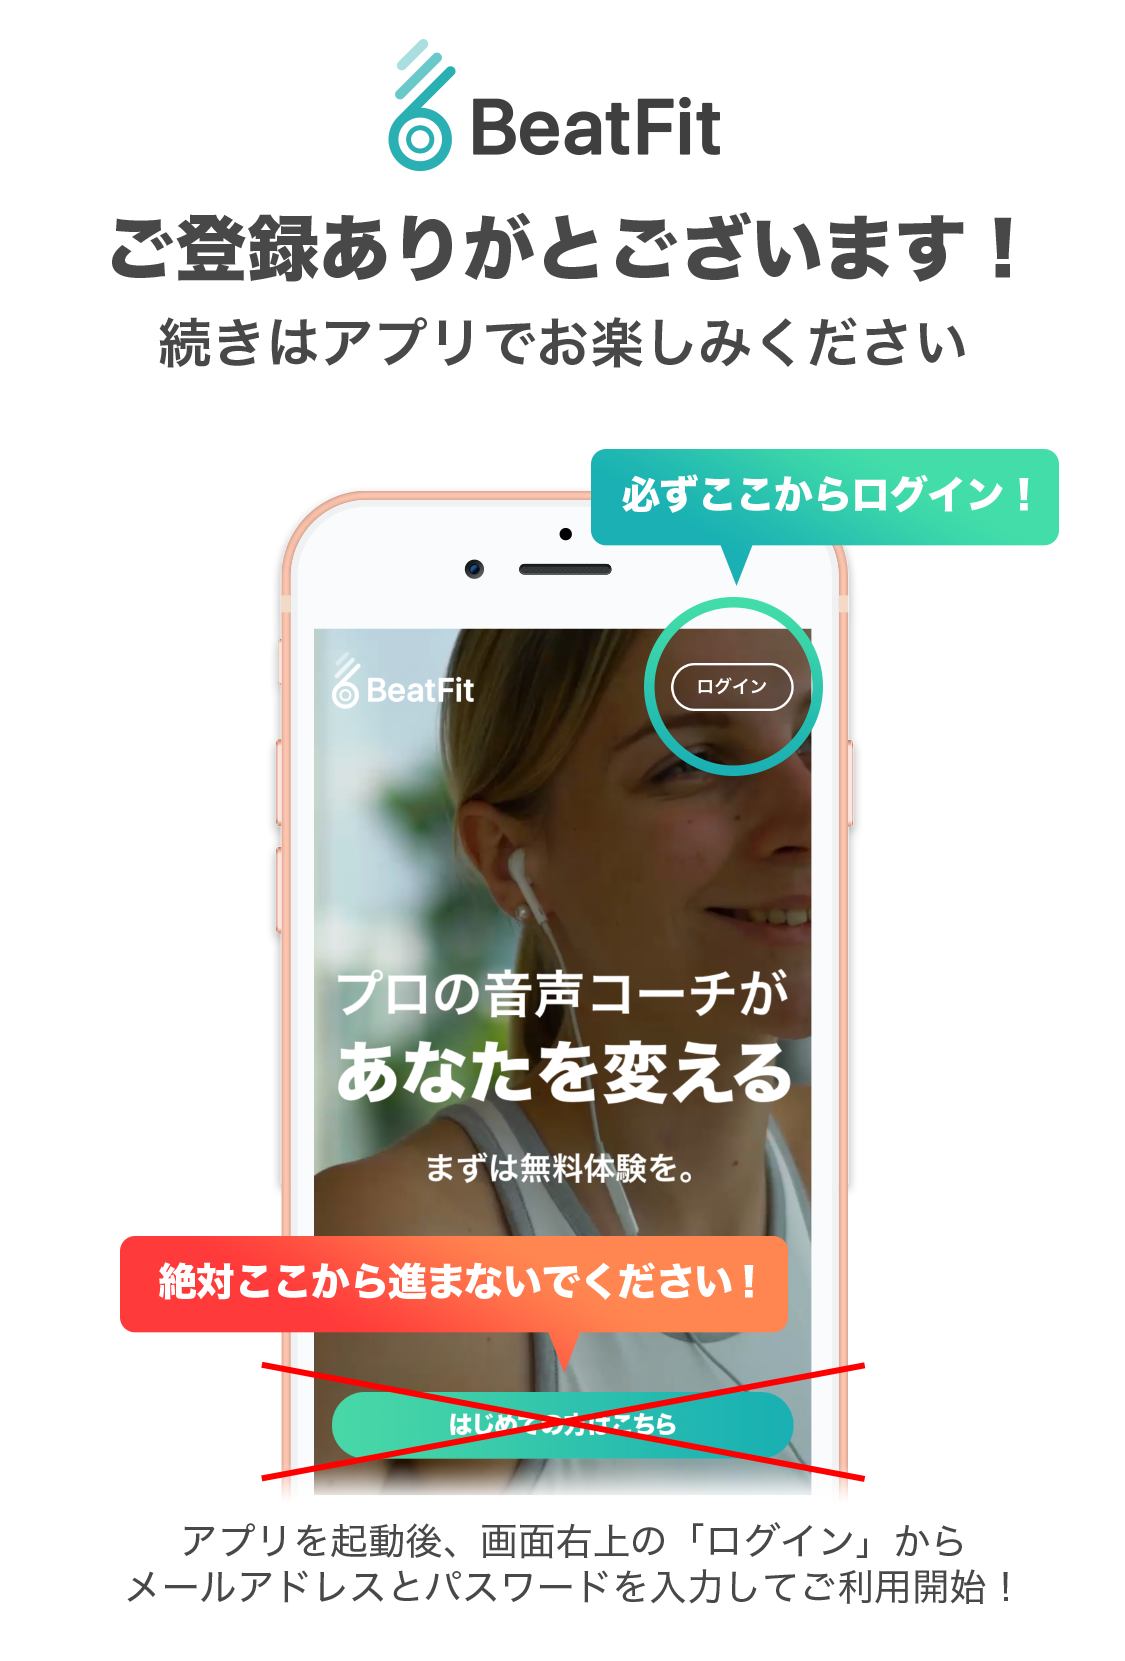 BeatFit
ご登録ありがとうございます！
続きはアプリでお楽しみください
必ずここからログイン！
BeatFit
ログイン
プロの音声コーチが
あなたを変える
まずは無料体験を。
絶対ここから進まないでください！
はじめての方はこちら
アプリを起動後、画面右上の「ログイン」から
メールアドレスとパスワードを入力してご利用開始！